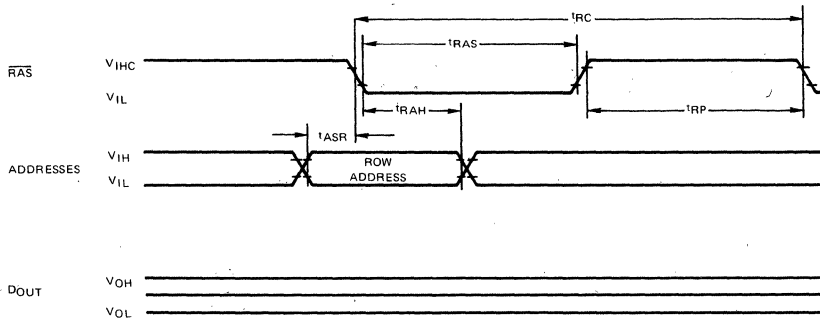 tRC
tRAS
RAS
VIHC
VIL
tRAH
tRP
tASR
ADDRESSES
VIH
VIL
ROW
ADDRESS
DOUT
VOH
VOL